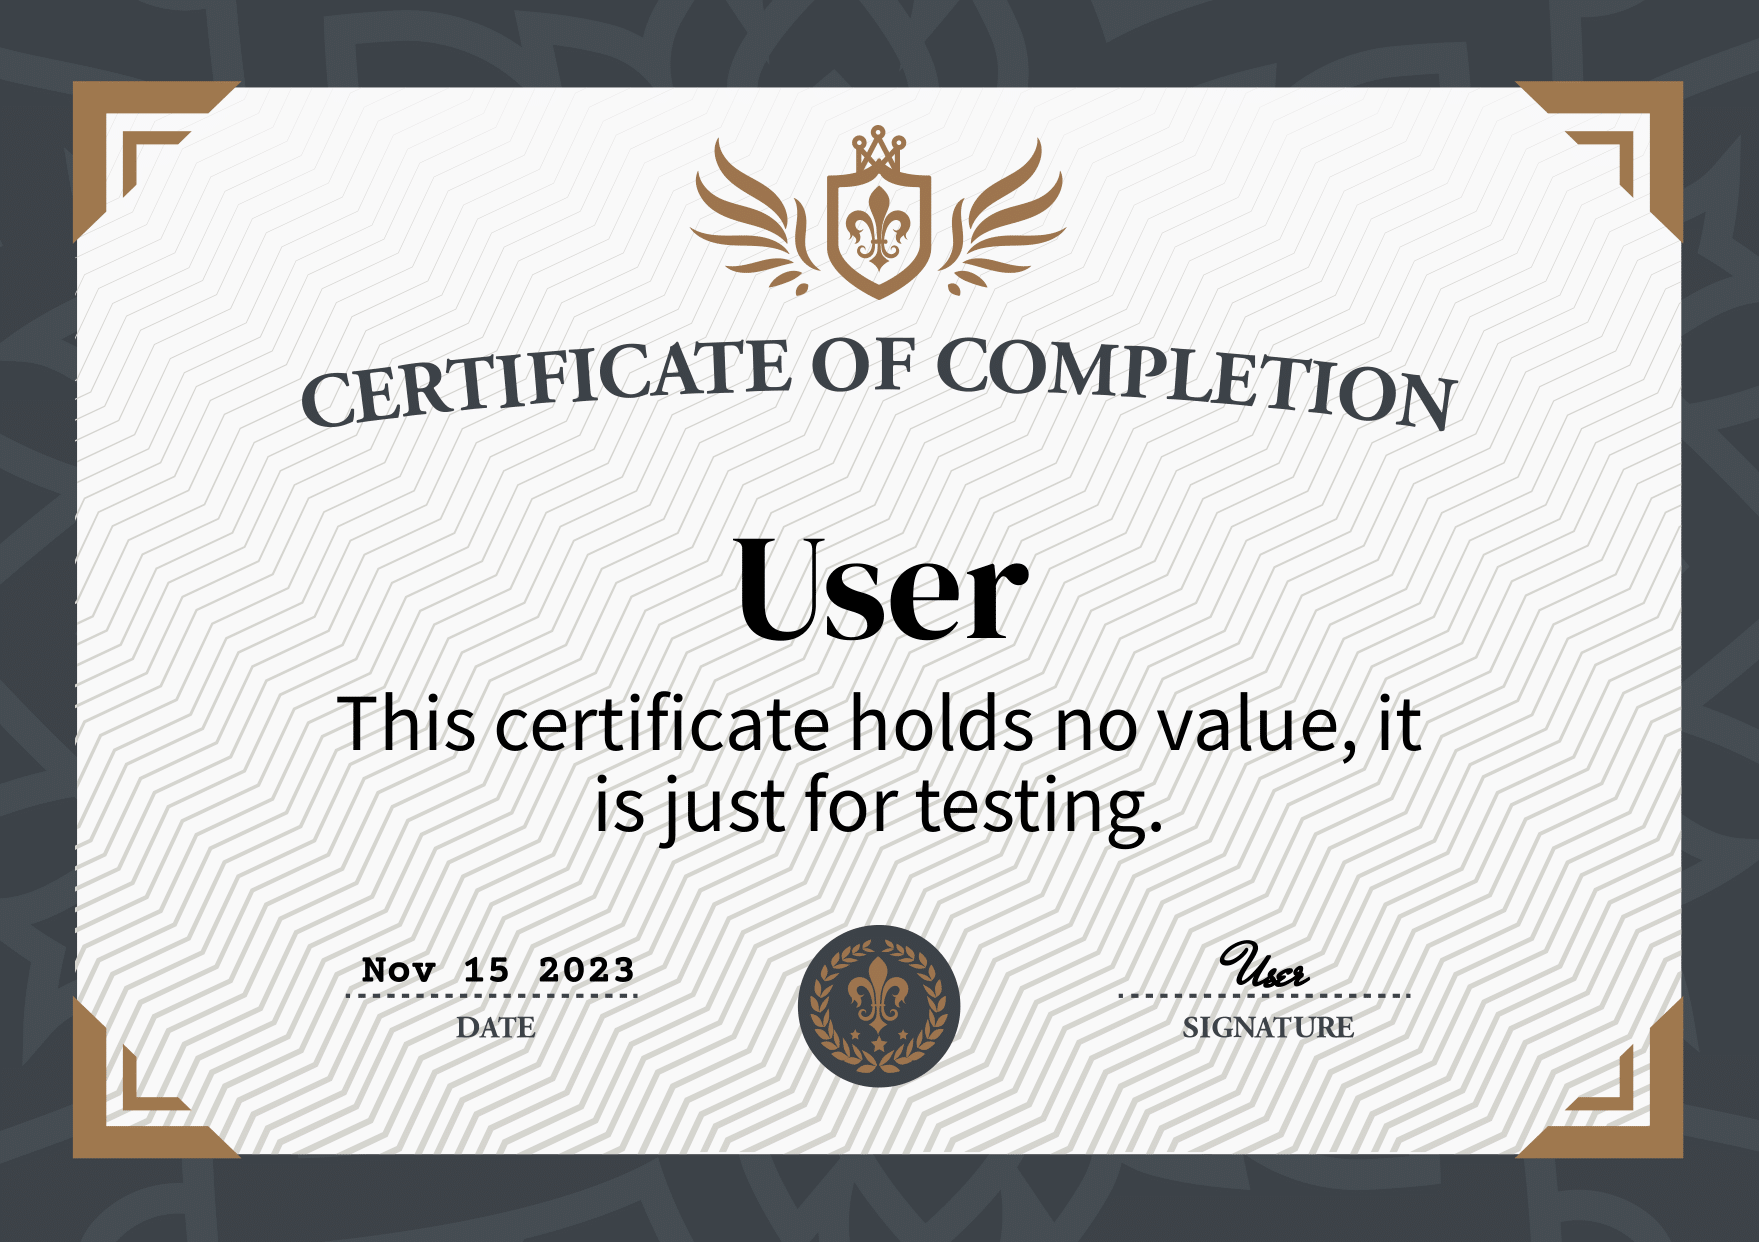 CERTIFICATE OF COMPLETION
User
This certificate holds no value, it
is just for testing.
Nov 15 2023
DATE
User
SIGNATURE